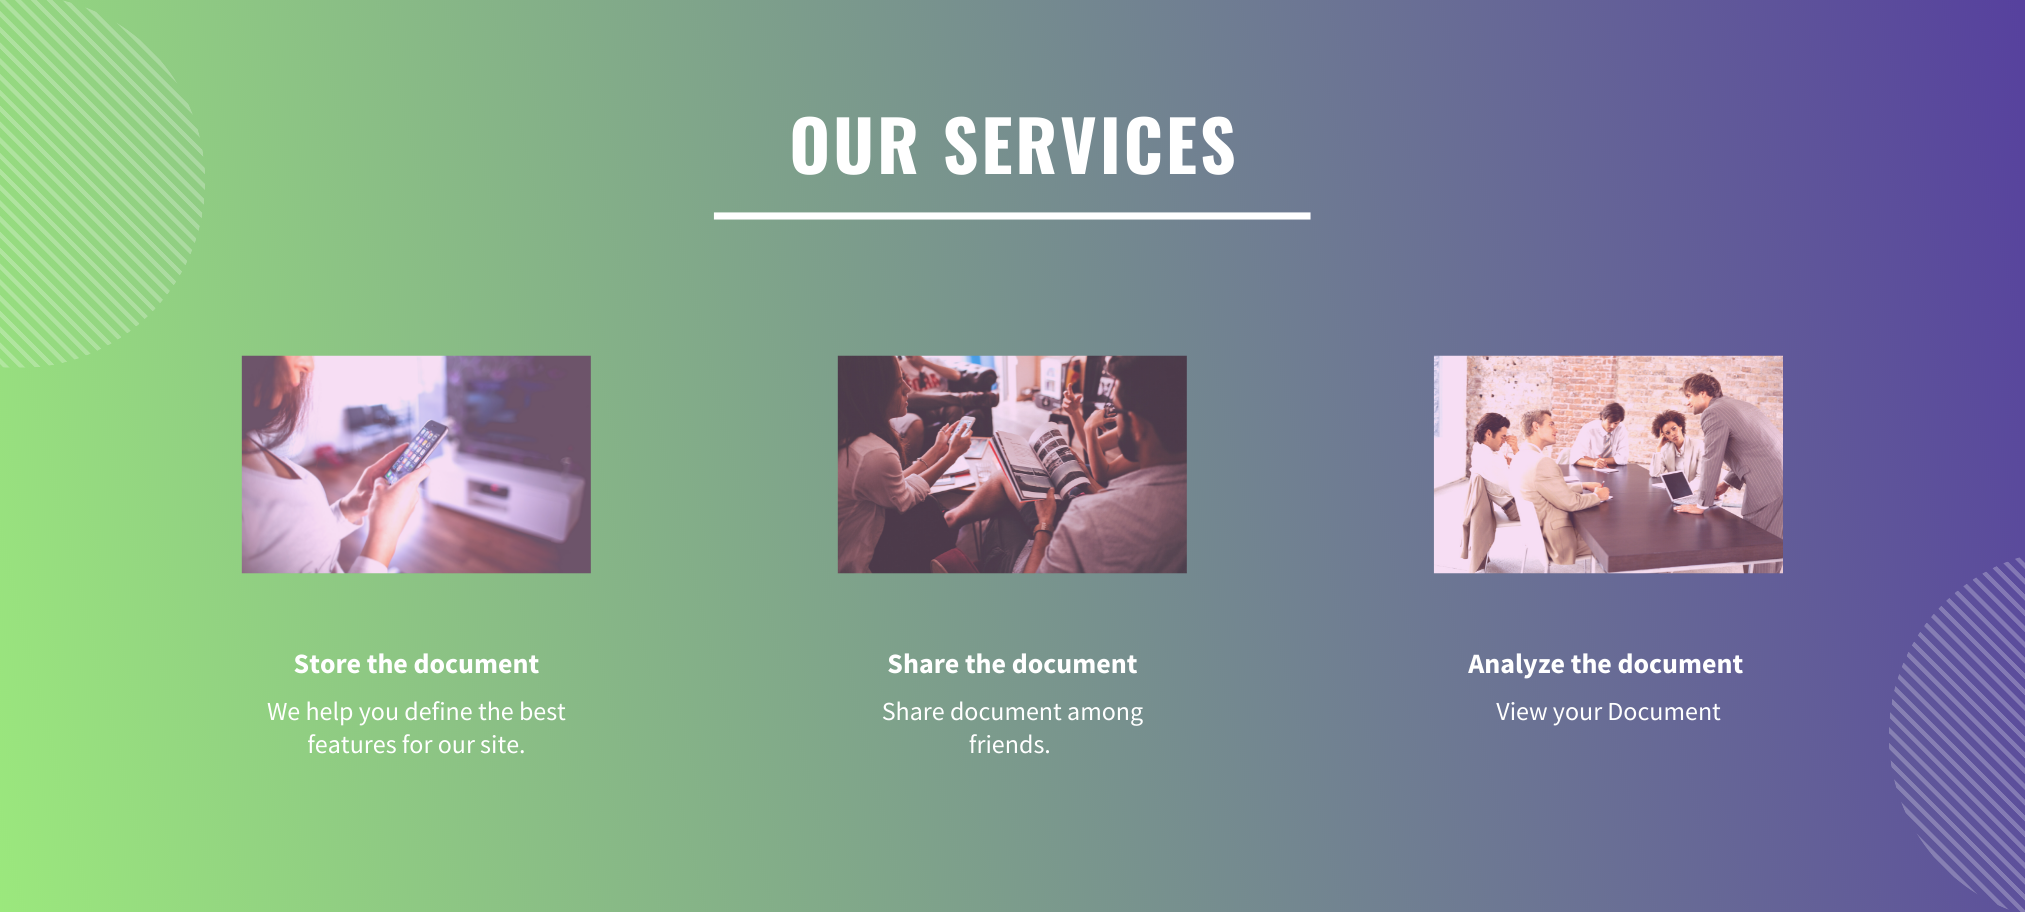 OUR SERVICES
Store the document
We help you define the best
features for our site.
Share the document
Share document among
friends.
Analyze the document
View your Document